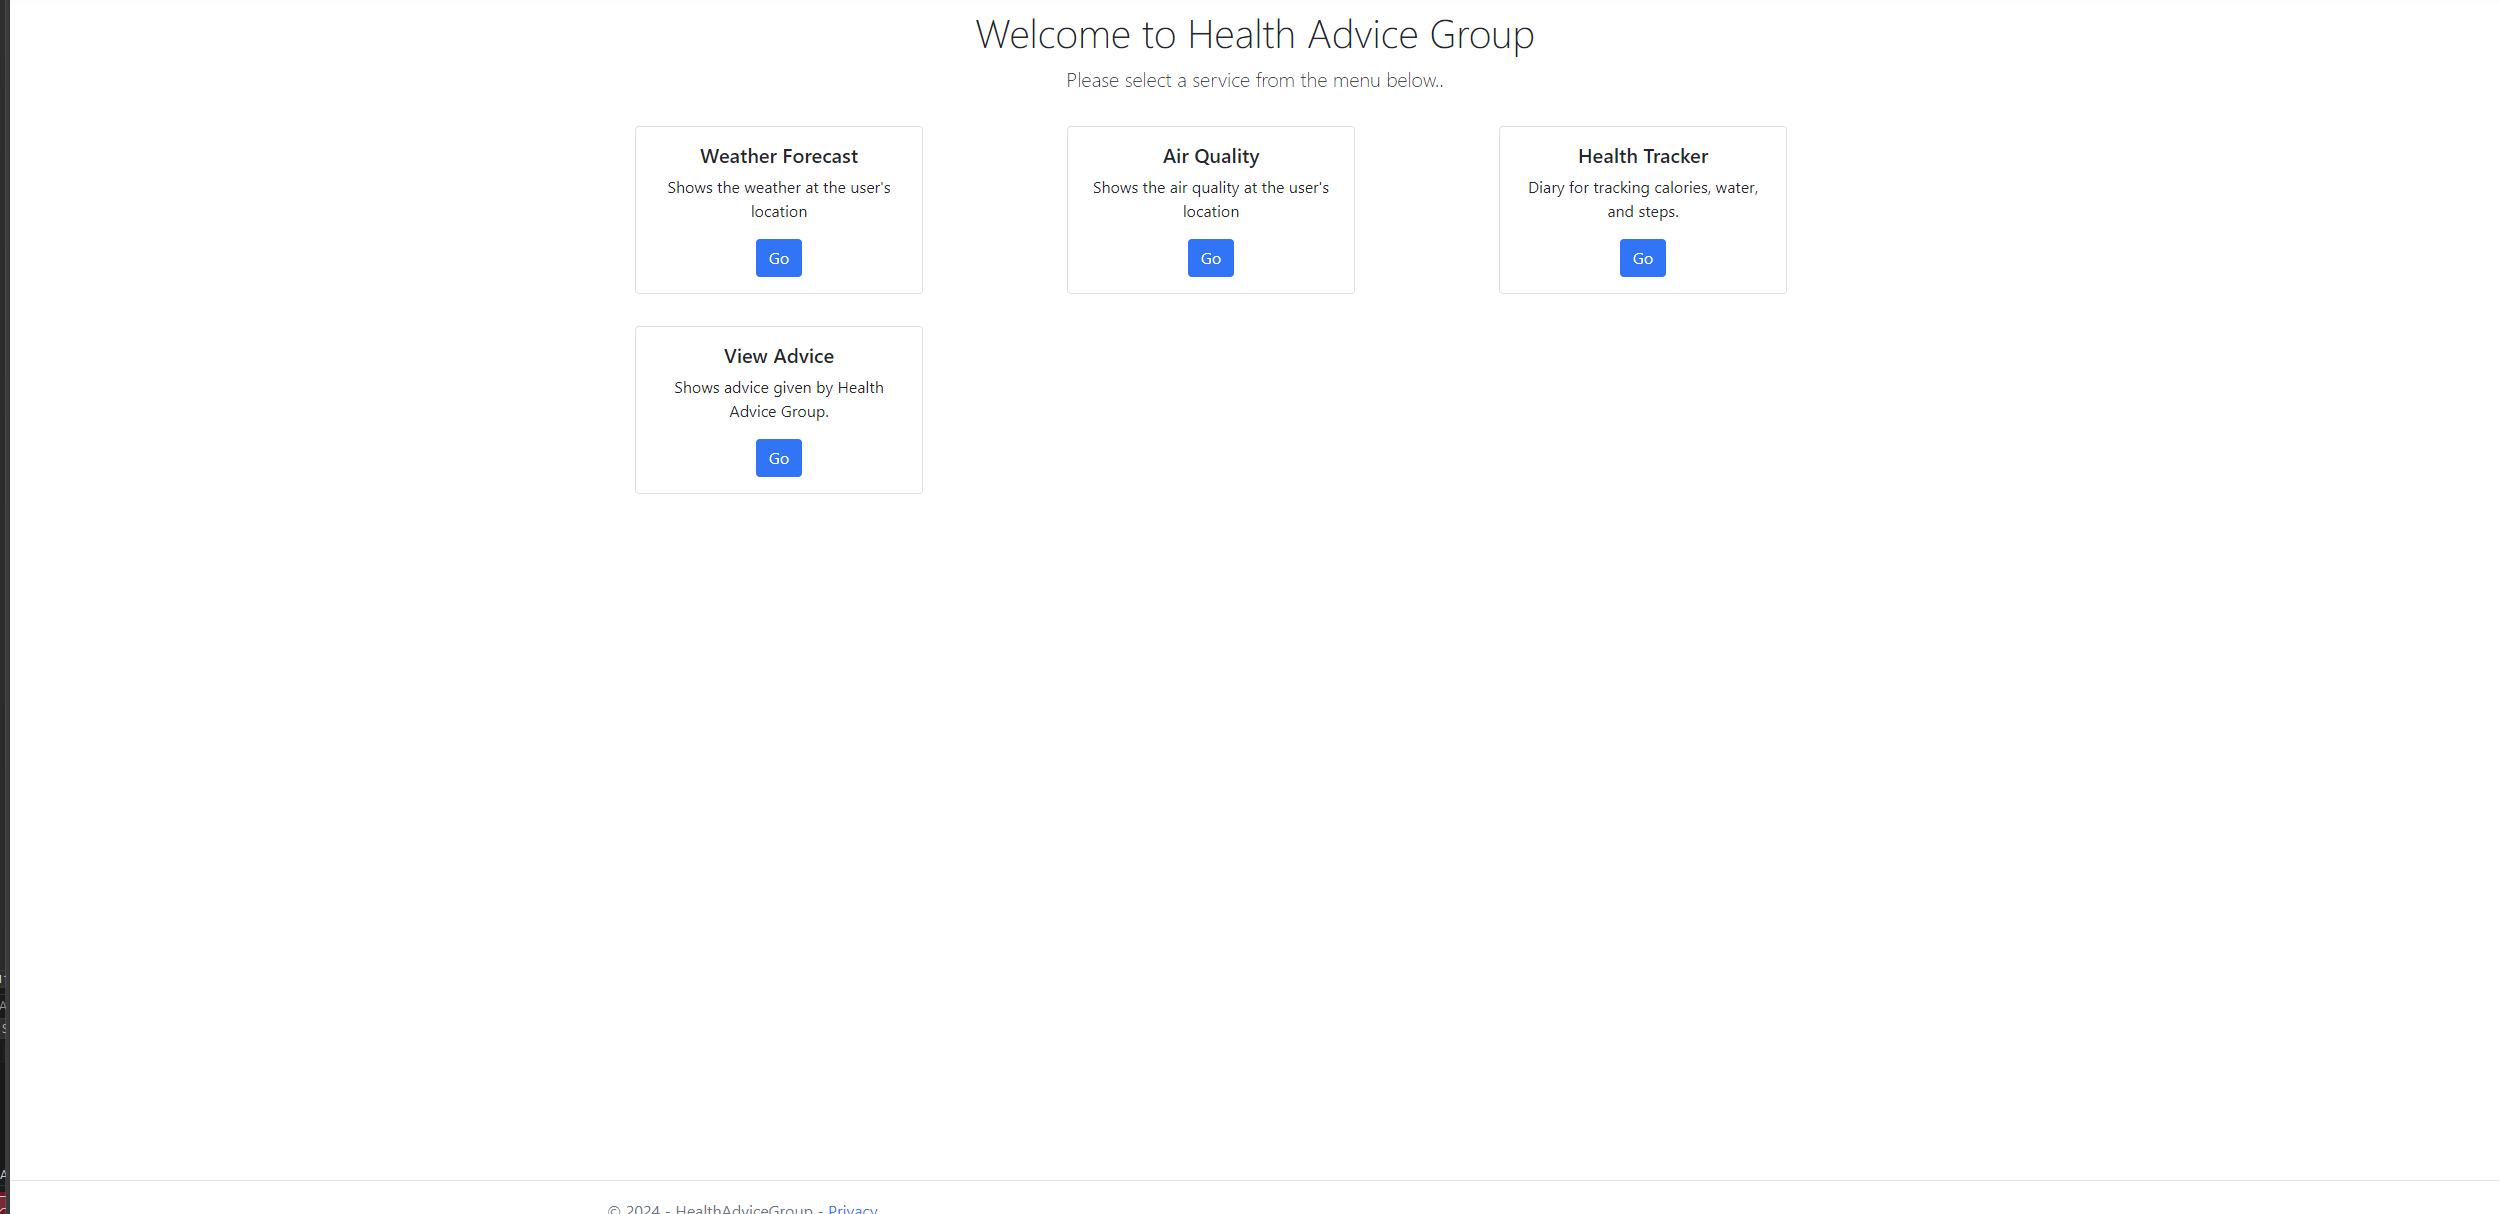 Welcome to Health Advice Group
Please select a service from the menu below..
Weather Forecast
Shows the weather at the user's
location
Go
Air Quality
Shows the air quality at the user's
location
Go
Health Tracker
Diary for tracking calories, water,
and steps.
Go
View Advice
Shows advice given by Health
Advice Group.
Go
© 2024 - HealthAdviceGroup - Privacy